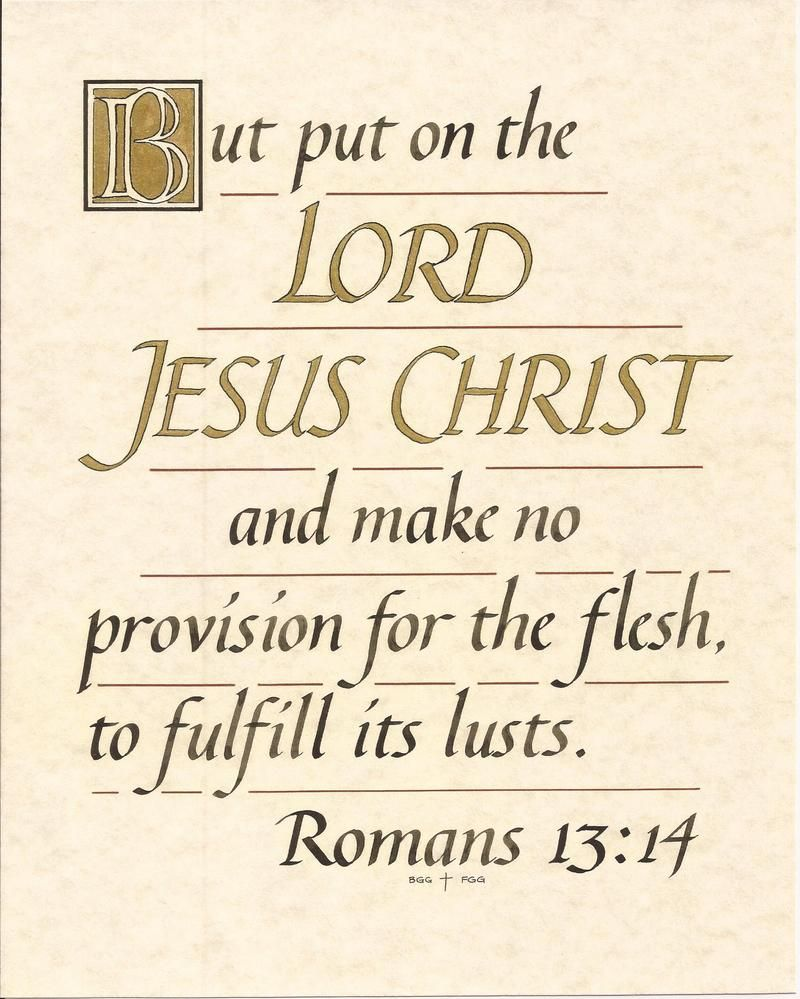 But put on the
LORD
JESUS CHRIST
and make no
provision for the flesh,
to fulfill its lusts.
Romans 13:14
BGG † FGG